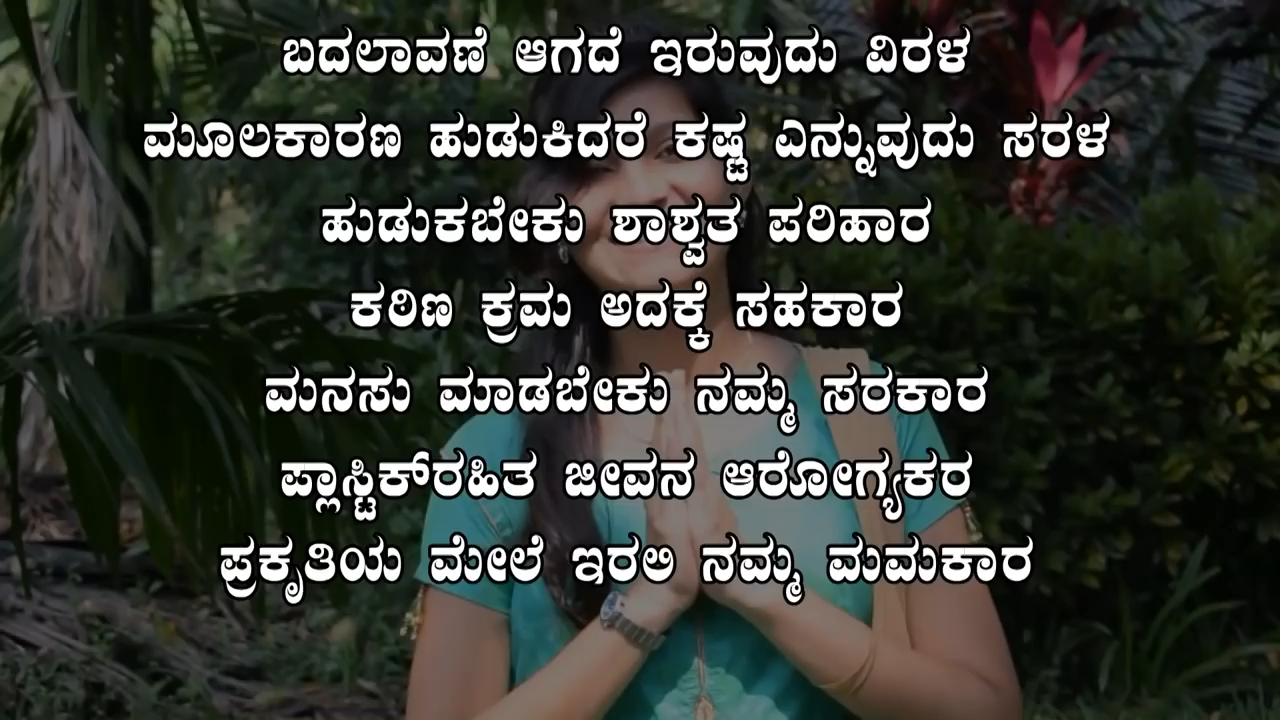 ಬದಲಾವಣೆ ಆಗದೆ ಇರುವುದು ವಿರಳ
ಮೂಲಕಾರಣ ಹುಡುಕಿದರೆ ಕಷ್ಟ ಎನ್ನುವುದು ಸರಳ
ಹುಡುಕಬೇಕು ಶಾಶ್ವತ ಪರಿಹಾರ
ಕಠಿಣ ಕ್ರಮ ಅದಕ್ಕೆ ಸಹಕಾರ
ಮನಸು ಮಾಡಬೇಕು ನಮ್ಮ ಸರಕಾರ
ಪ್ಲಾಸ್ಟಿಕ್‌ರಹಿತ ಜೀವನ ಆರೋಗ್ಯಕರ
ಪ್ರಕೃತಿಯ ಮೇಲೆ ಇರಲಿ ನಮ್ಮ ಮಮಕಾರ